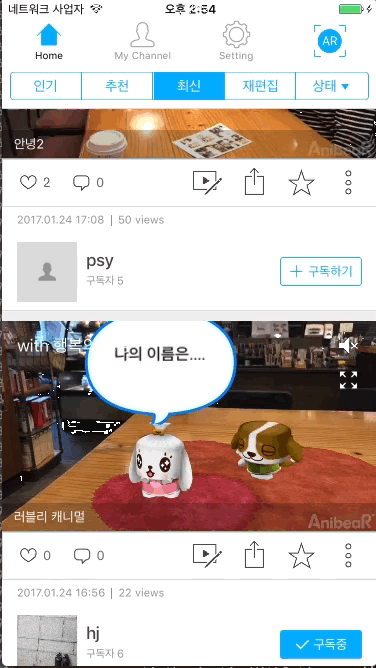 네트워크 사업자 오후 2:54
Home My Channel Setting AR
인기 추천 최신 재편집 상태
안녕2
AnibeaR
2 0
2017.01.24 17:08 | 50 views
psy
구독자 5
구독하기
with 행복의
나의 이름은....
러블리 캐니멀
AnibeaR
0 0
2017.01.24 16:56 | 22 views
hj
구독자 6
구독중